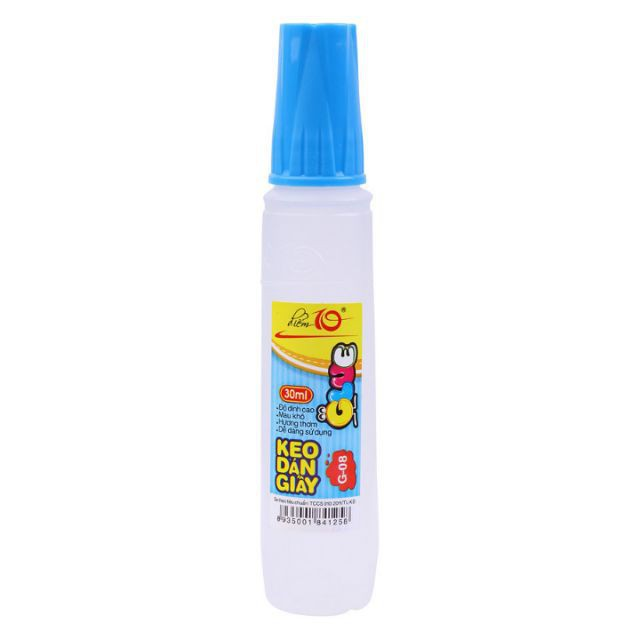 điểm 10®
GLUE
30ml
• Độ dính cao
• Mau khô
• Hương thơm
• Dễ dàng sử dụng
KEO
DÁN
GIẤY
G-08
8935001 841256